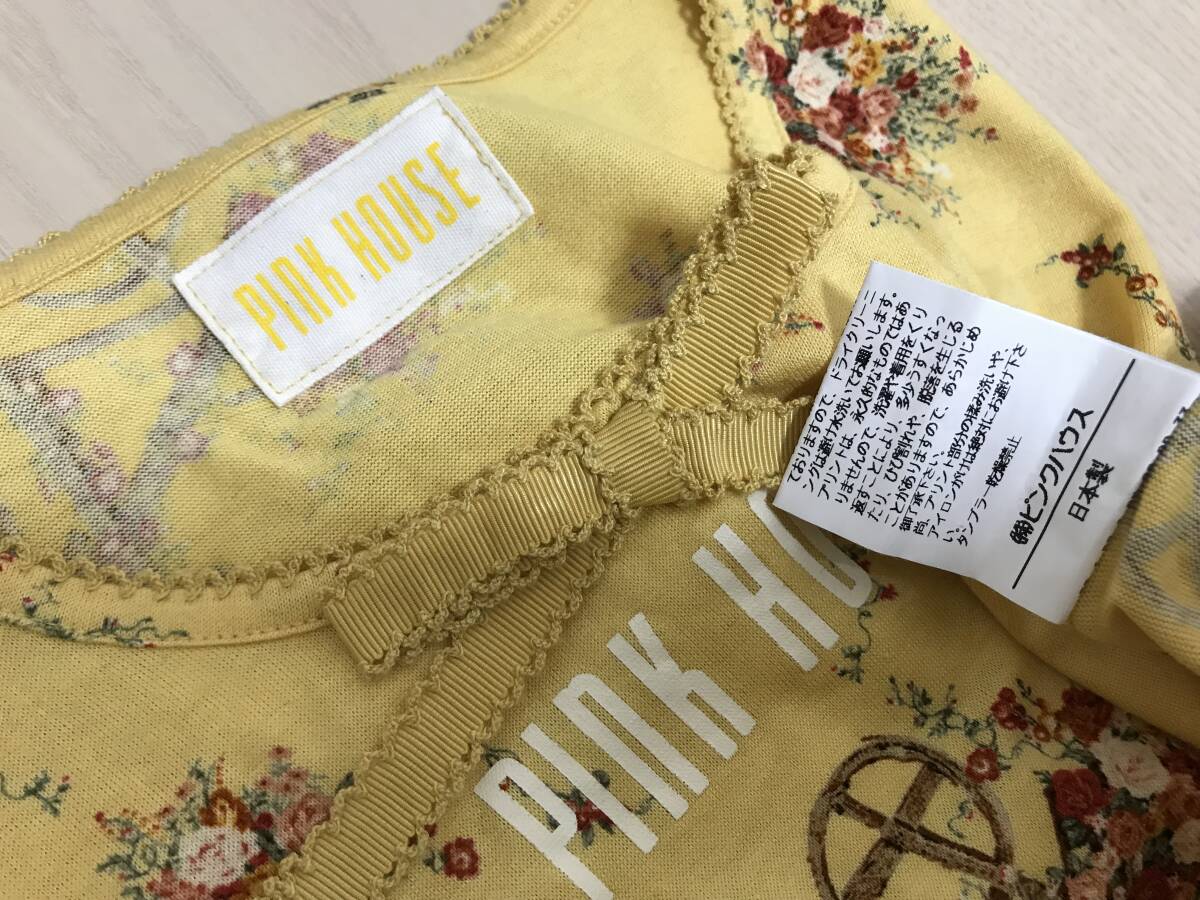 PINK HOUSE
PINK HO
おりますので、ドライクリーニ
ングは避け水洗いでお願いします。
プリントは、永久的なものではあ
りませんので、洗濯や着用をくり
返すことにより、多少うすくなっ
たり、ひび割れや、脱落を生じる
ことがありますので、あらかじめ
御了承下さい。
尚、プリント部分の揉み洗いや、
アイロンがけは絶対にお避け下さ
い。
タンブラー乾燥禁止
㈱ピンクハウス
日本製